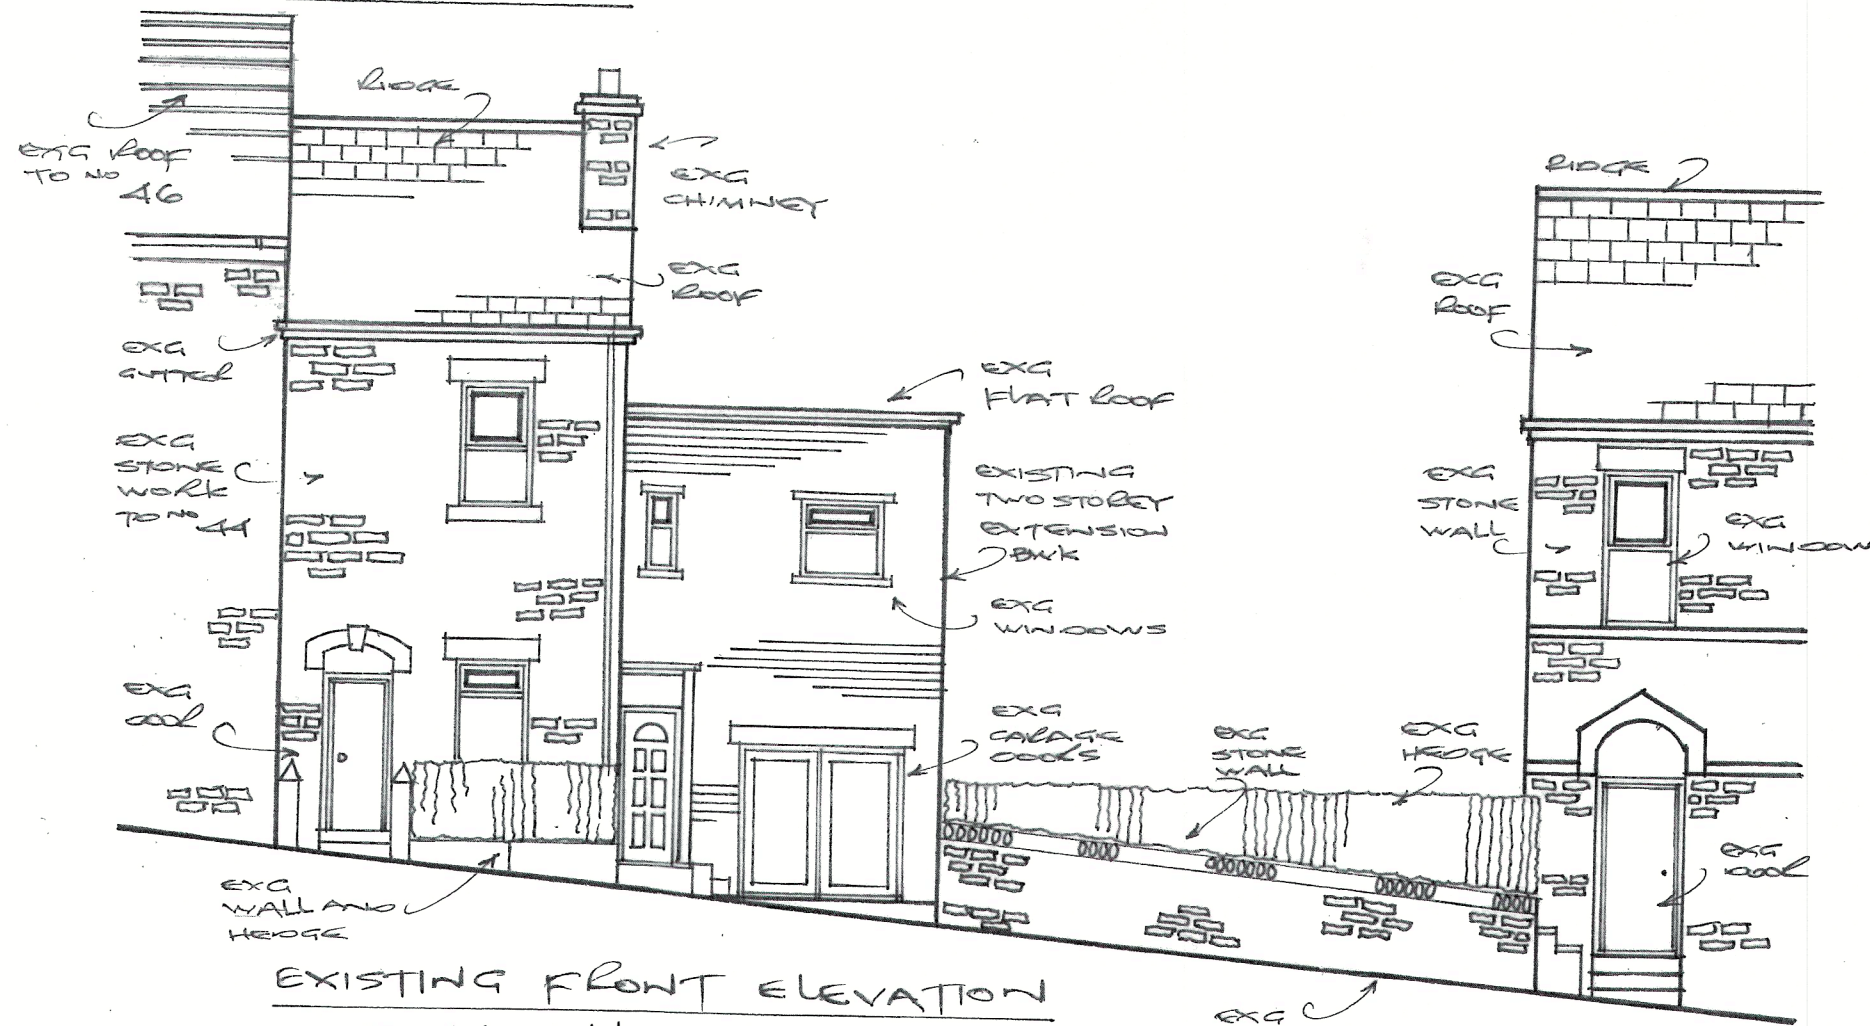 RIDGE
EXG ROOF
TO NO
46
EXG
CHIMNEY
EXG
ROOF
EXG
GUTTER
EXG
STONE
WORK
TO NO
44
EXG
FLAT ROOF
EXISTING
TWO STOREY
EXTENSION
BWK
EXG
WINDOWS
EXG
DOOR
EXG
GARAGE
DOORS
EXG
STONE
WALL
EXG
HEDGE
RIDGE
EXG
ROOF
EXG
STONE
WALL
EXG
WINDOW
EXG
DOOR
EXG
WALL AND
HEDGE
EXISTING FRONT ELEVATION
EXG